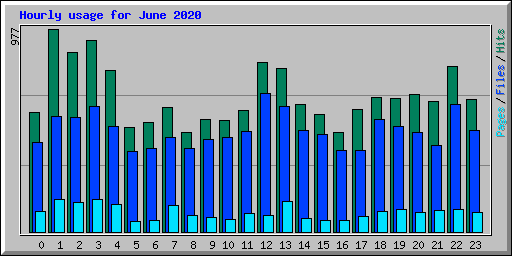 Hourly usage for June 2020
977
Pages/Files/Hits
0 1 2 3 4 5 6 7 8 9 10 11 12 13 14 15 16 17 18 19 20 21 22 23